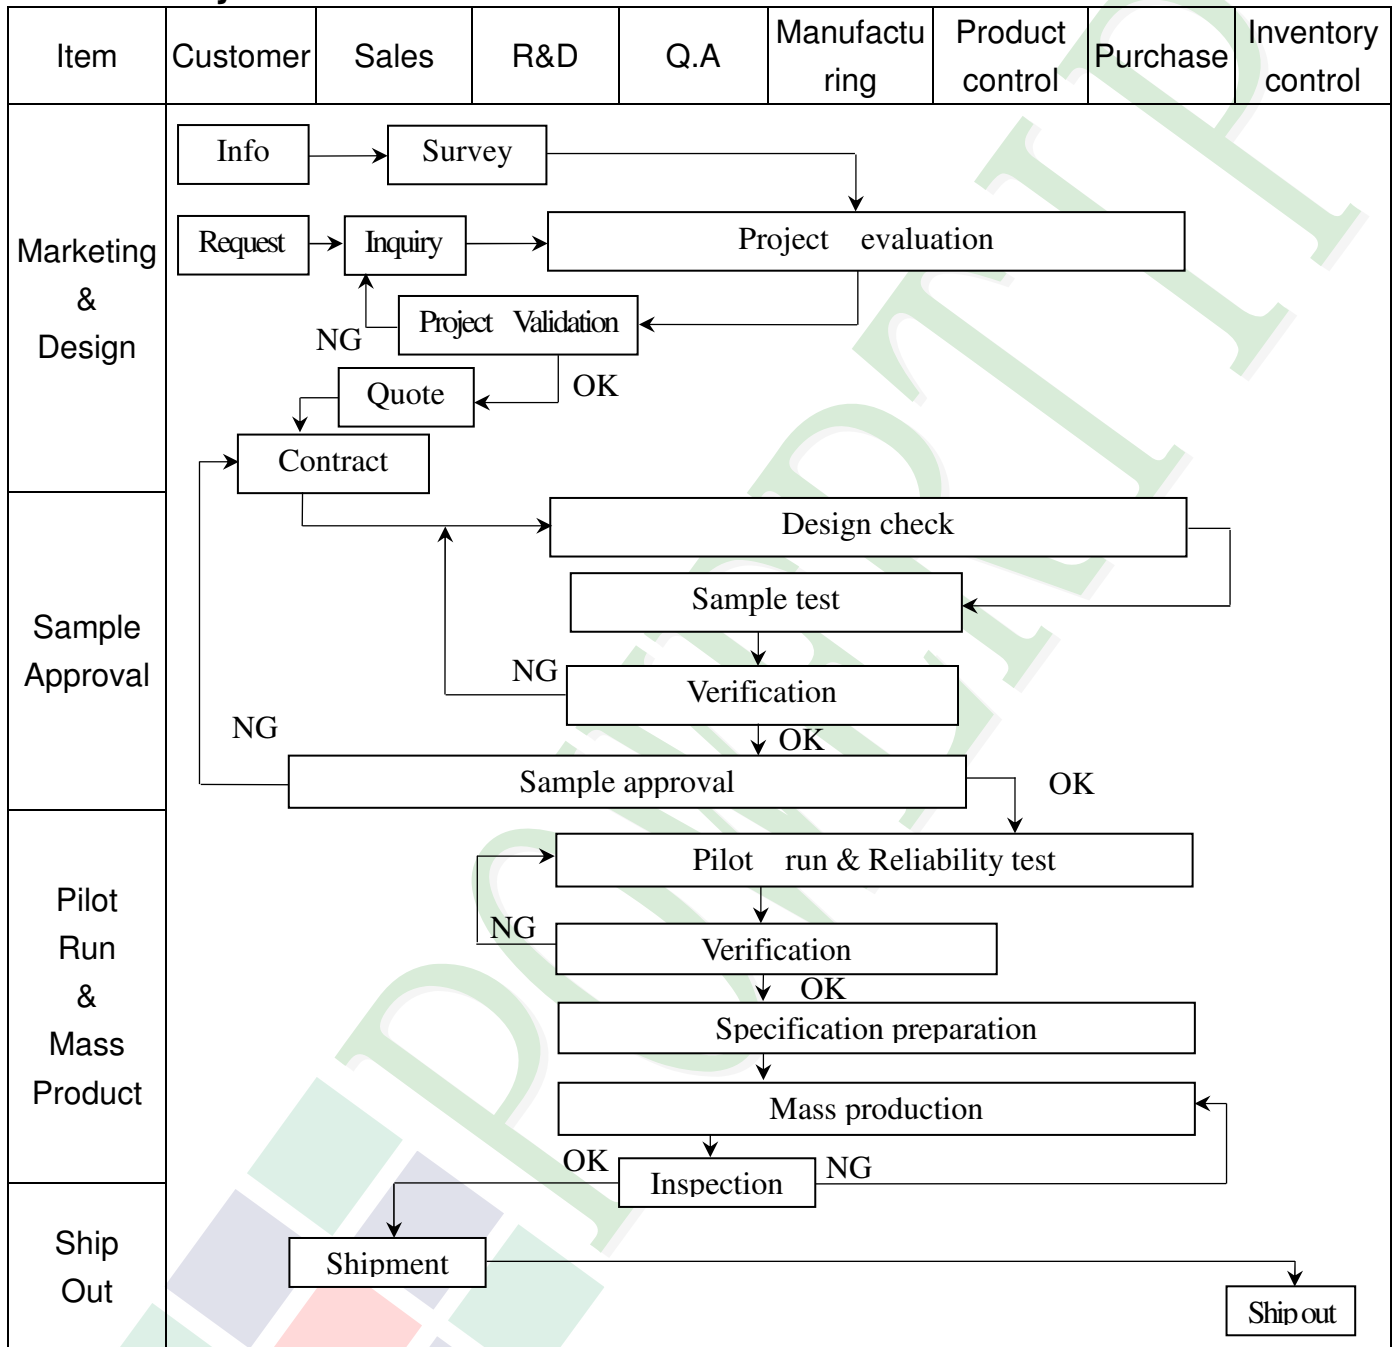 Item
Customer
Sales
R&D
Q.A
Manufactu
ring
Product
control
Purchase
Inventory
control
Marketing
&
Design
Info
Survey
Request
Inquiry
Project evaluation
Project Validation
NG
OK
Quote
Contract
Sample
Approval
Design check
Sample test
NG
Verification
OK
NG
Sample approval
OK
Pilot
Run
&
Mass
Product
Pilot run & Reliability test
NG
Verification
OK
Specification preparation
Mass production
OK
Inspection
NG
Ship
Out
Shipment
Ship out
POWERTIP